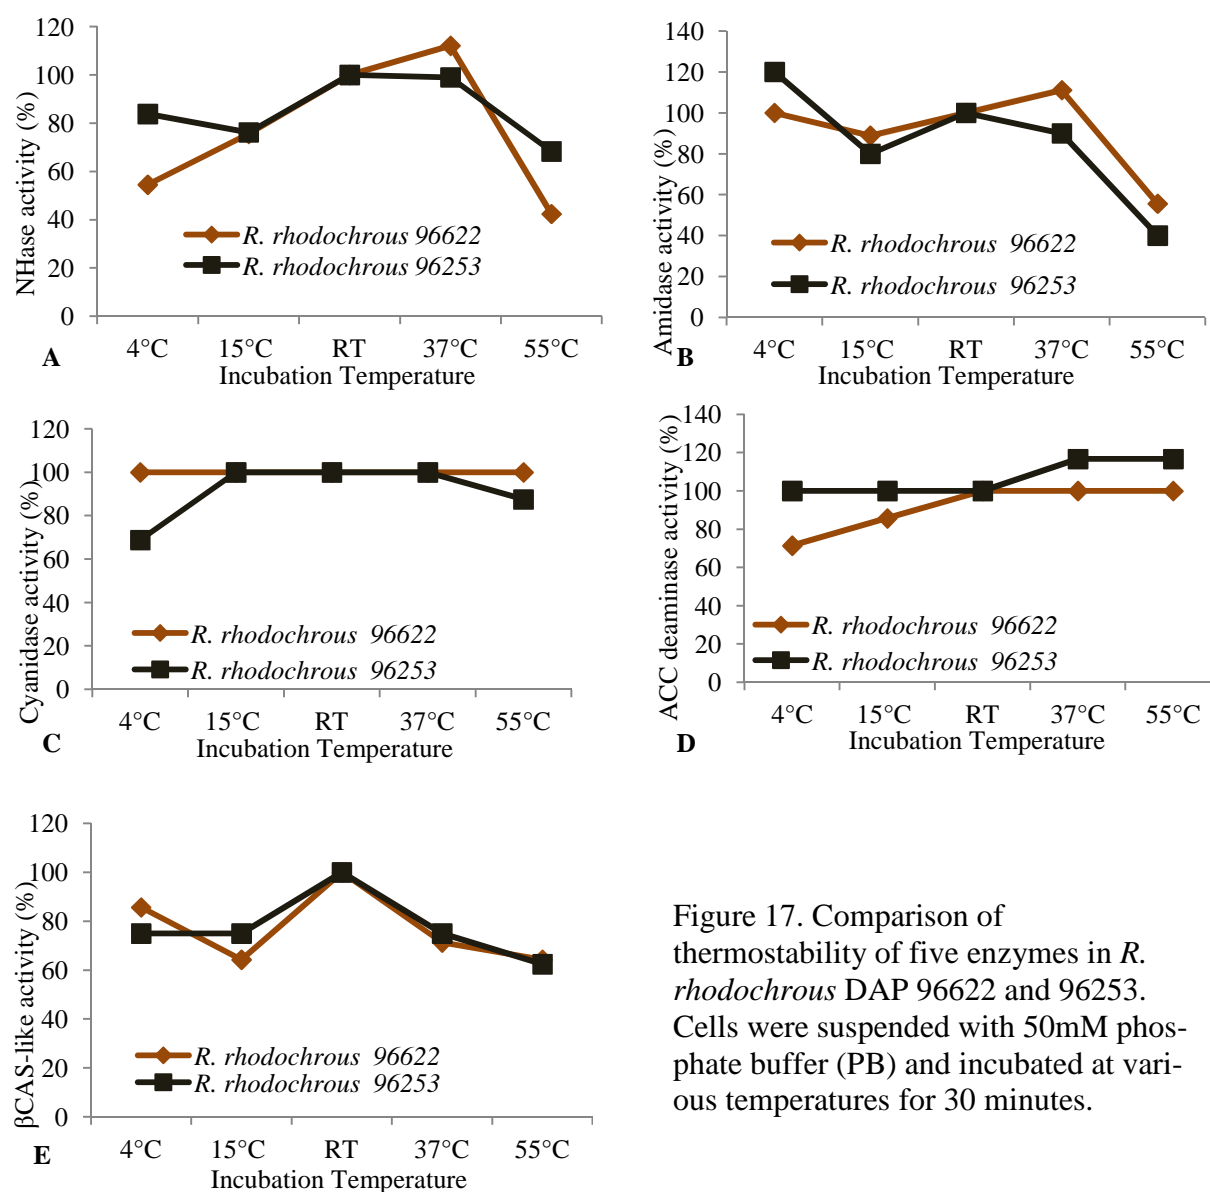 NHase activity (%)
120
100
80
60
40
20
0
R. rhodochrous 96622
R. rhodochrous 96253
4°C 15°C RT 37°C 55°C
Incubation Temperature
A
Amidase activity (%)
140
120
100
80
60
40
20
0
R. rhodochrous 96622
R. rhodochrous 96253
4°C 15°C RT 37°C 55°C
Incubation Temperature
B
Cyanidase activity (%)
120
100
80
60
40
20
0
R. rhodochrous 96622
R. rhodochrous 96253
4°C 15°C RT 37°C 55°C
Incubation Temperature
C
ACC deaminase activity (%)
140
120
100
80
60
40
20
0
R. rhodochrous 96622
R. rhodochrous 96253
4°C 15°C RT 37°C 55°C
Incubation Temperature
D
βCAS-like activity (%)
120
100
80
60
40
20
0
R. rhodochrous 96622
R. rhodochrous 96253
4°C 15°C RT 37°C 55°C
Incubation Temperature
E
Figure 17. Comparison of
thermostability of five enzymes in R.
rhodochrous DAP 96622 and 96253.
Cells were suspended with 50mM phos-
phate buffer (PB) and incubated at vari-
ous temperatures for 30 minutes.